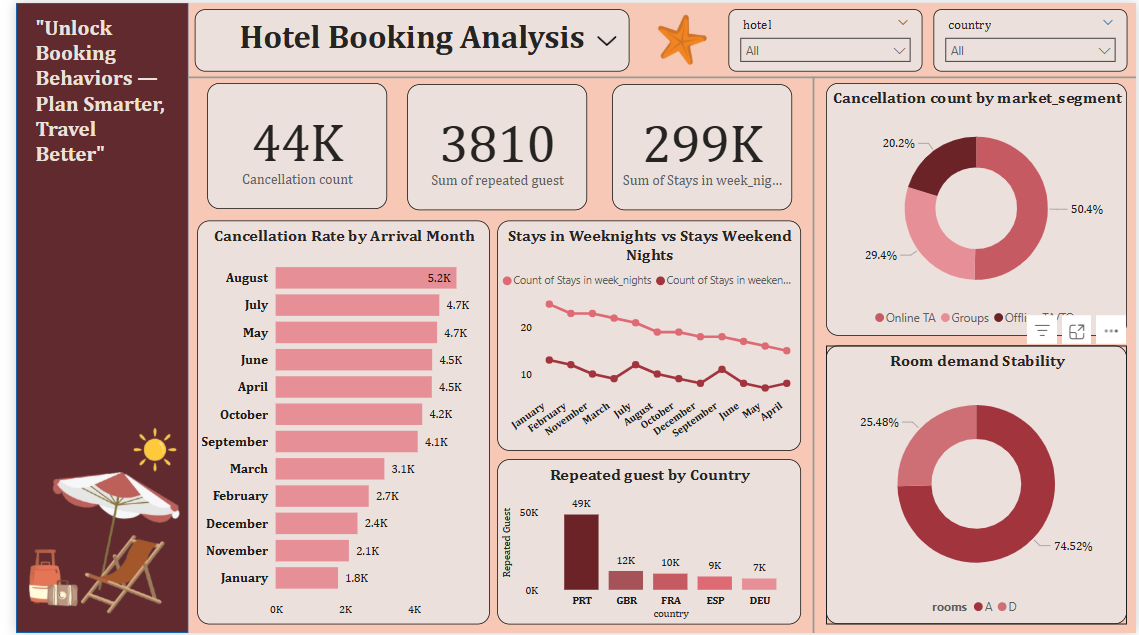 "Unlock
Booking
Behaviors —
Plan Smarter,
Travel
Better"
Hotel Booking Analysis
hotel
All
country
All
44K
Cancellation count
3810
Sum of repeated guest
299K
Sum of Stays in week_nig...
Cancellation Rate by Arrival Month
August 5.2K
July 4.7K
May 4.7K
June 4.5K
April 4.5K
October 4.2K
September 4.1K
March 3.1K
February 2.7K
December 2.4K
November 2.1K
January 1.8K
0K 2K 4K
Stays in Weeknights vs Stays Weekend
Nights
Count of Stays in week_nights Count of Stays in weeken...
20
10
January February November March July August October December September June May April
Repeated guest by Country
Repeated Guest
50K
0K
49K 12K 10K 9K 7K
PRT GBR FRA ESP DEU
country
Cancellation count by market_segment
20.2%
50.4%
29.4%
Online TA Groups
Room demand Stability
25.48%
74.52%
rooms A D